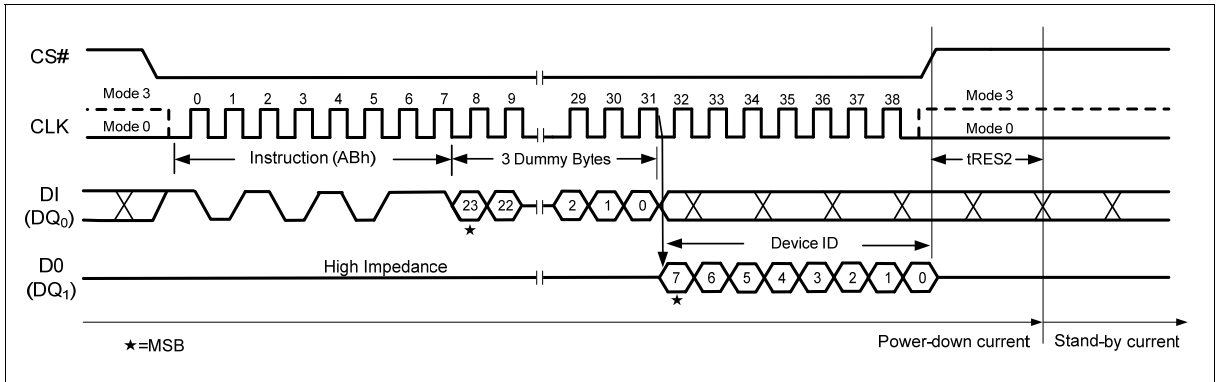 CS#
Mode 3
0 1 2 3 4 5 6 7 8 9 29 30 31 32 33 34 35 36 37 38
Mode 3
CLK
Mode 0
Mode 0
Instruction (ABh)
3 Dummy Bytes
tRES2
DI
(DQ0)
23 22 2 1 0
★
Device ID
D0
(DQ1)
High Impedance
7 6 5 4 3 2 1 0
★
★=MSB
Power-down current
Stand-by current